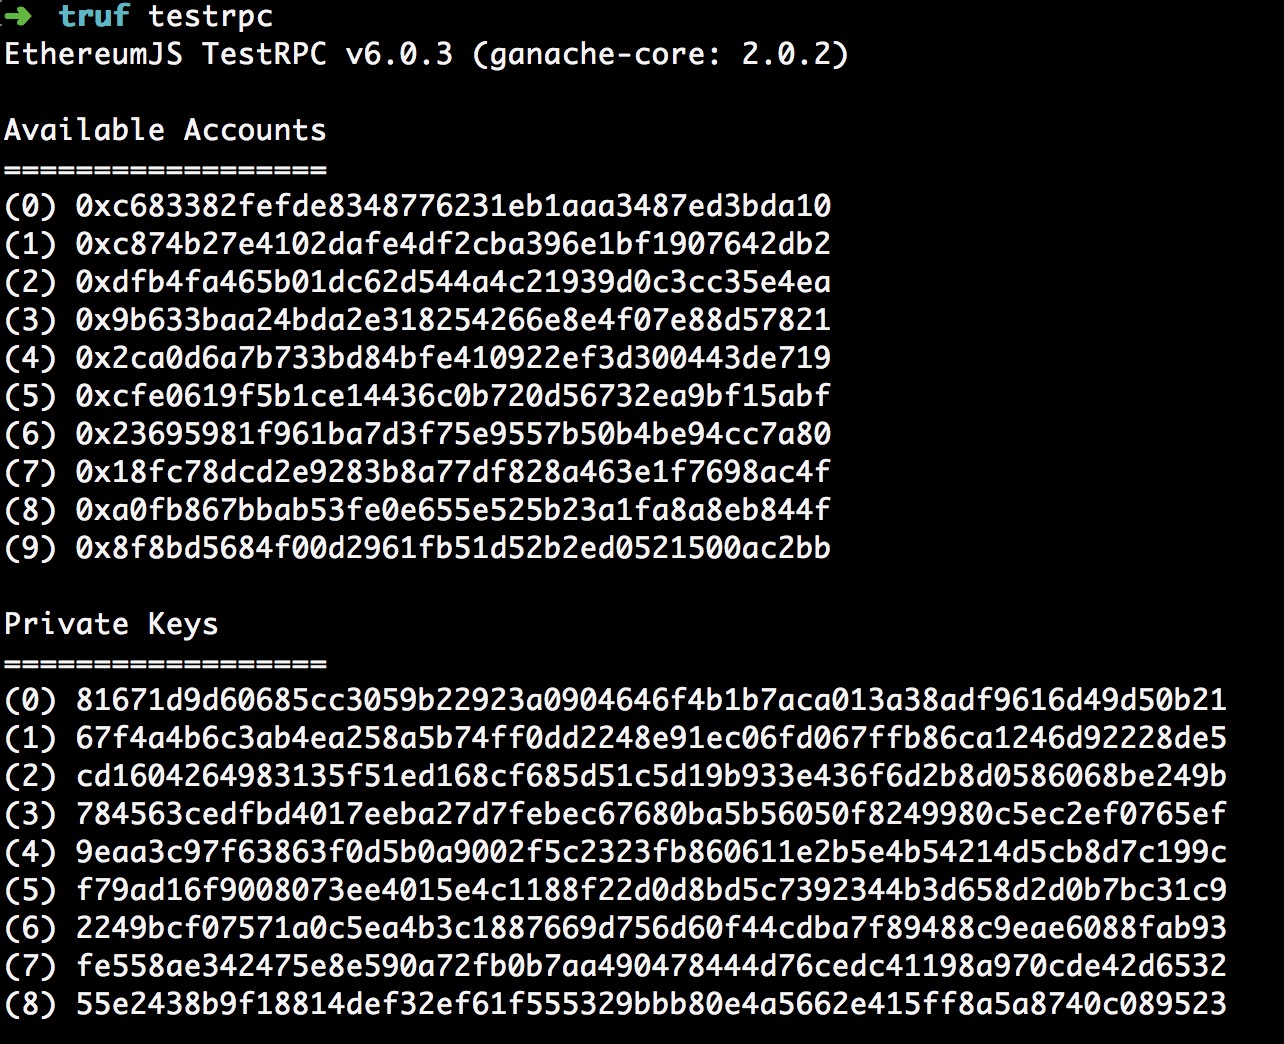 ➜ truf testrpc
EthereumJS TestRPC v6.0.3 (ganache-core: 2.0.2)
Available Accounts
==================
(0) 0xc683382fefde8348776231eb1aaa3487ed3bda10
(1) 0xc874b27e4102dafe4df2cba396e1bf1907642db2
(2) 0xdfb4fa465b01dc62d544a4c21939d0c3cc35e4ea
(3) 0x9b633baa24bda2e318254266e8e4f07e88d57821
(4) 0x2ca0d6a7b733bd84bfe410922ef3d300443de719
(5) 0xcfe0619f5b1ce14436c0b720d56732ea9bf15abf
(6) 0x23695981f961ba7d3f75e9557b50b4be94cc7a80
(7) 0x18fc78dcd2e9283b8a77df828a463e1f7698ac4f
(8) 0xa0fb867bbab53fe0e655e525b23a1fa8a8eb844f
(9) 0x8f8bd5684f00d2961fb51d52b2ed0521500ac2bb
Private Keys
==================
(0) 81671d9d60685cc3059b22923a0904646f4b1b7aca013a38adf9616d49d50b21
(1) 67f4a4b6c3ab4ea258a5b74ff0dd2248e91ec06fd067ffb86ca1246d92228de5
(2) cd1604264983135f51ed168cf685d51c5d19b933e436f6d2b8d0586068be249b
(3) 784563cedfbd4017eeba27d7febec67680ba5b56050f8249980c5ec2ef0765ef
(4) 9eaa3c97f63863f0d5b0a9002f5c2323fb860611e2b5e4b54214d5cb8d7c199c
(5) f79ad16f9008073ee4015e4c1188f22d0d8bd5c7392344b3d658d2d0b7bc31c9
(6) 2249bcf07571a0c5ea4b3c1887669d756d60f44cdba7f89488c9eae6088fab93
(7) fe558ae342475e8e590a72fb0b7aa490478444d76cedc41198a970cde42d6532
(8) 55e2438b9f18814def32ef61f555329bbb80e4a5662e415ff8a5a8740c089523